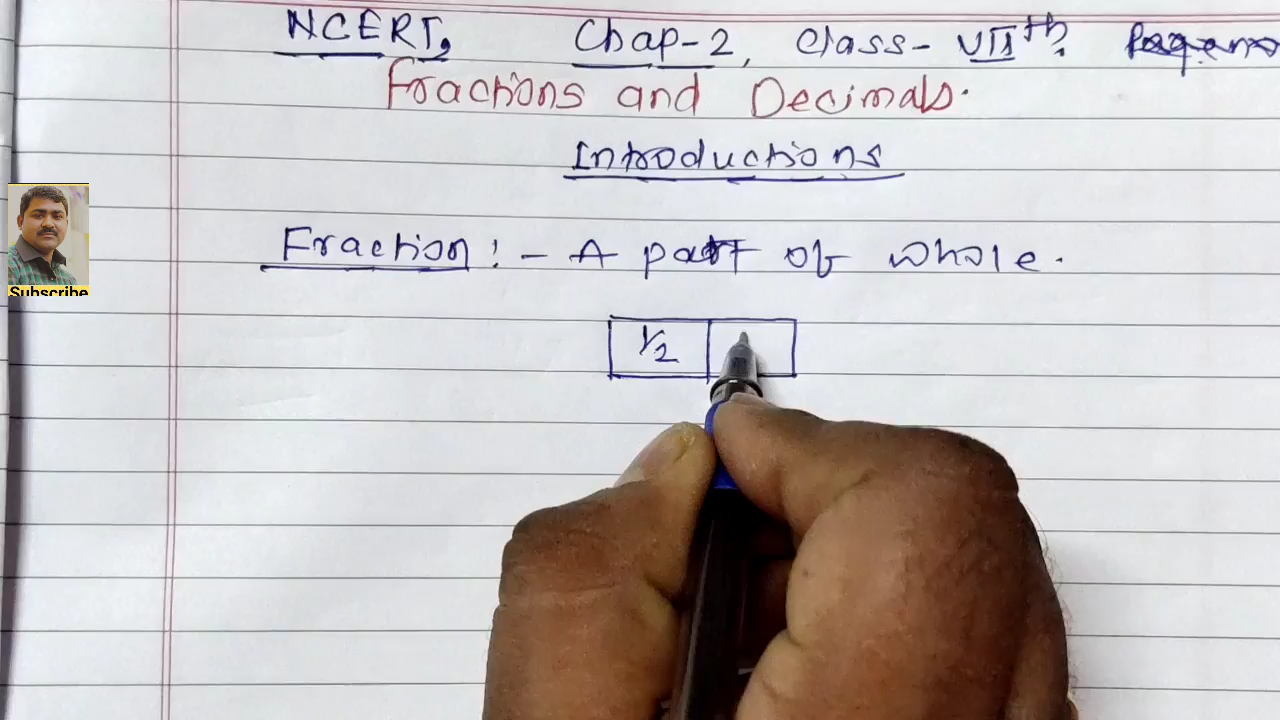 NCERT, Chap-2, Class-VIIth.
Fractions and Decimals.
Introductions
Fraction:- A part of whole.
1/2
Subscribe